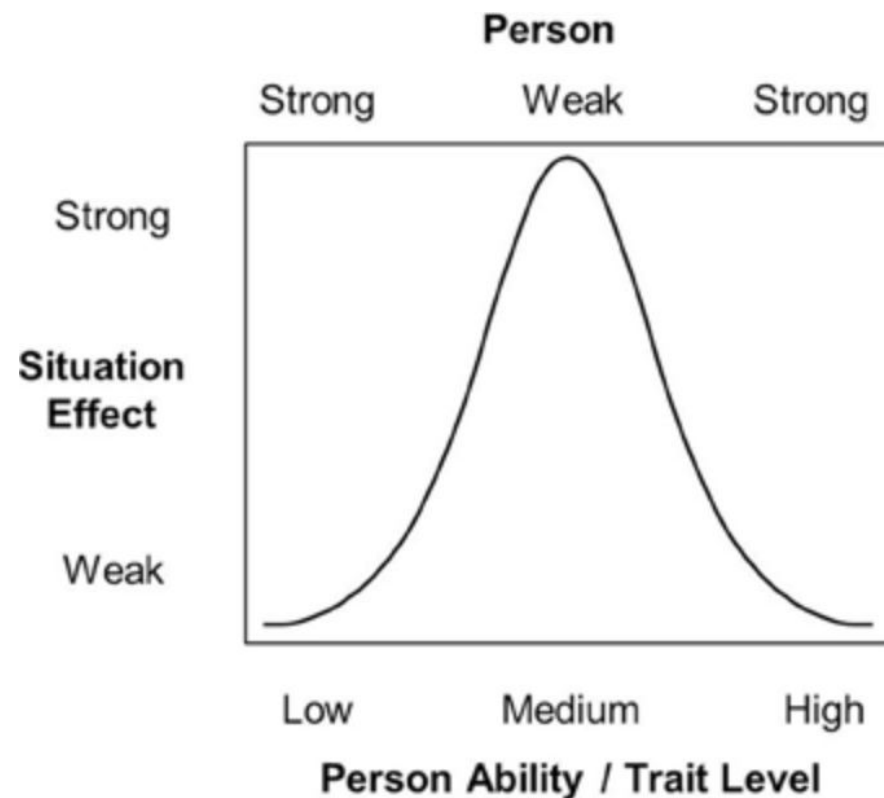 Person
Strong Weak Strong
Strong
Situation
Effect
Weak
Low Medium High
Person Ability / Trait Level